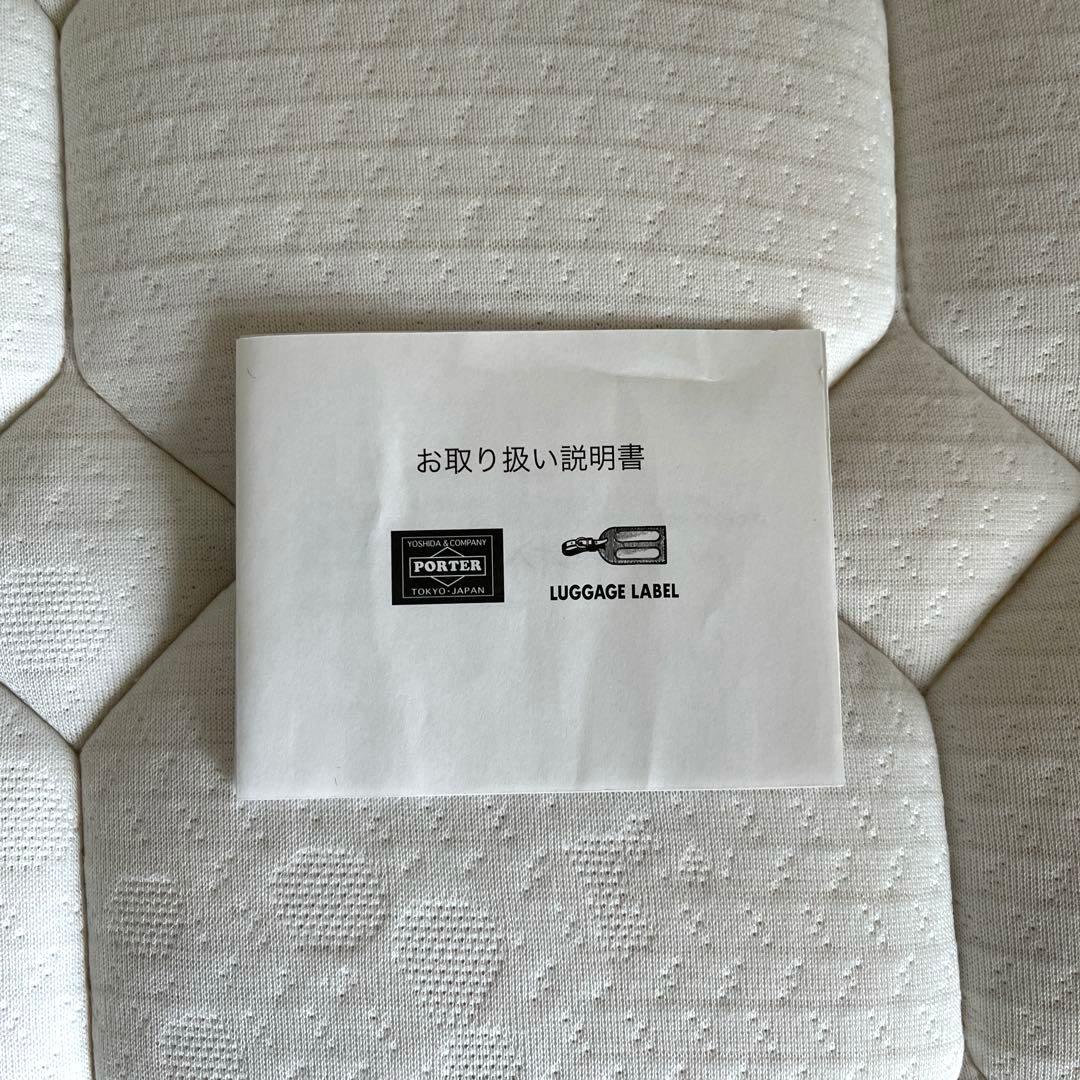 お取り扱い説明書
YOSHIDA & COMPANY
PORTER
TOKYO・JAPAN
LUGGAGE LABEL